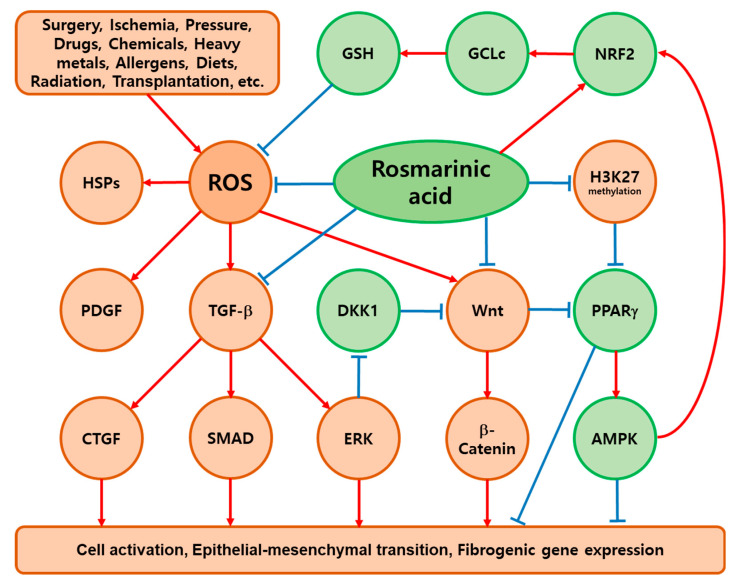 Surgery, Ischemia, Pressure,
Drugs, Chemicals, Heavy
metals, Allergens, Diets,
Radiation, Transplantation, etc.
GSH
GCLc
NRF2
HSPs
ROS
Rosmarinic
acid
H3K27
methylation
PDGF
TGF-β
DKK1
Wnt
PPARγ
CTGF
SMAD
ERK
β-
Catenin
AMPK
Cell activation, Epithelial-mesenchymal transition, Fibrogenic gene expression